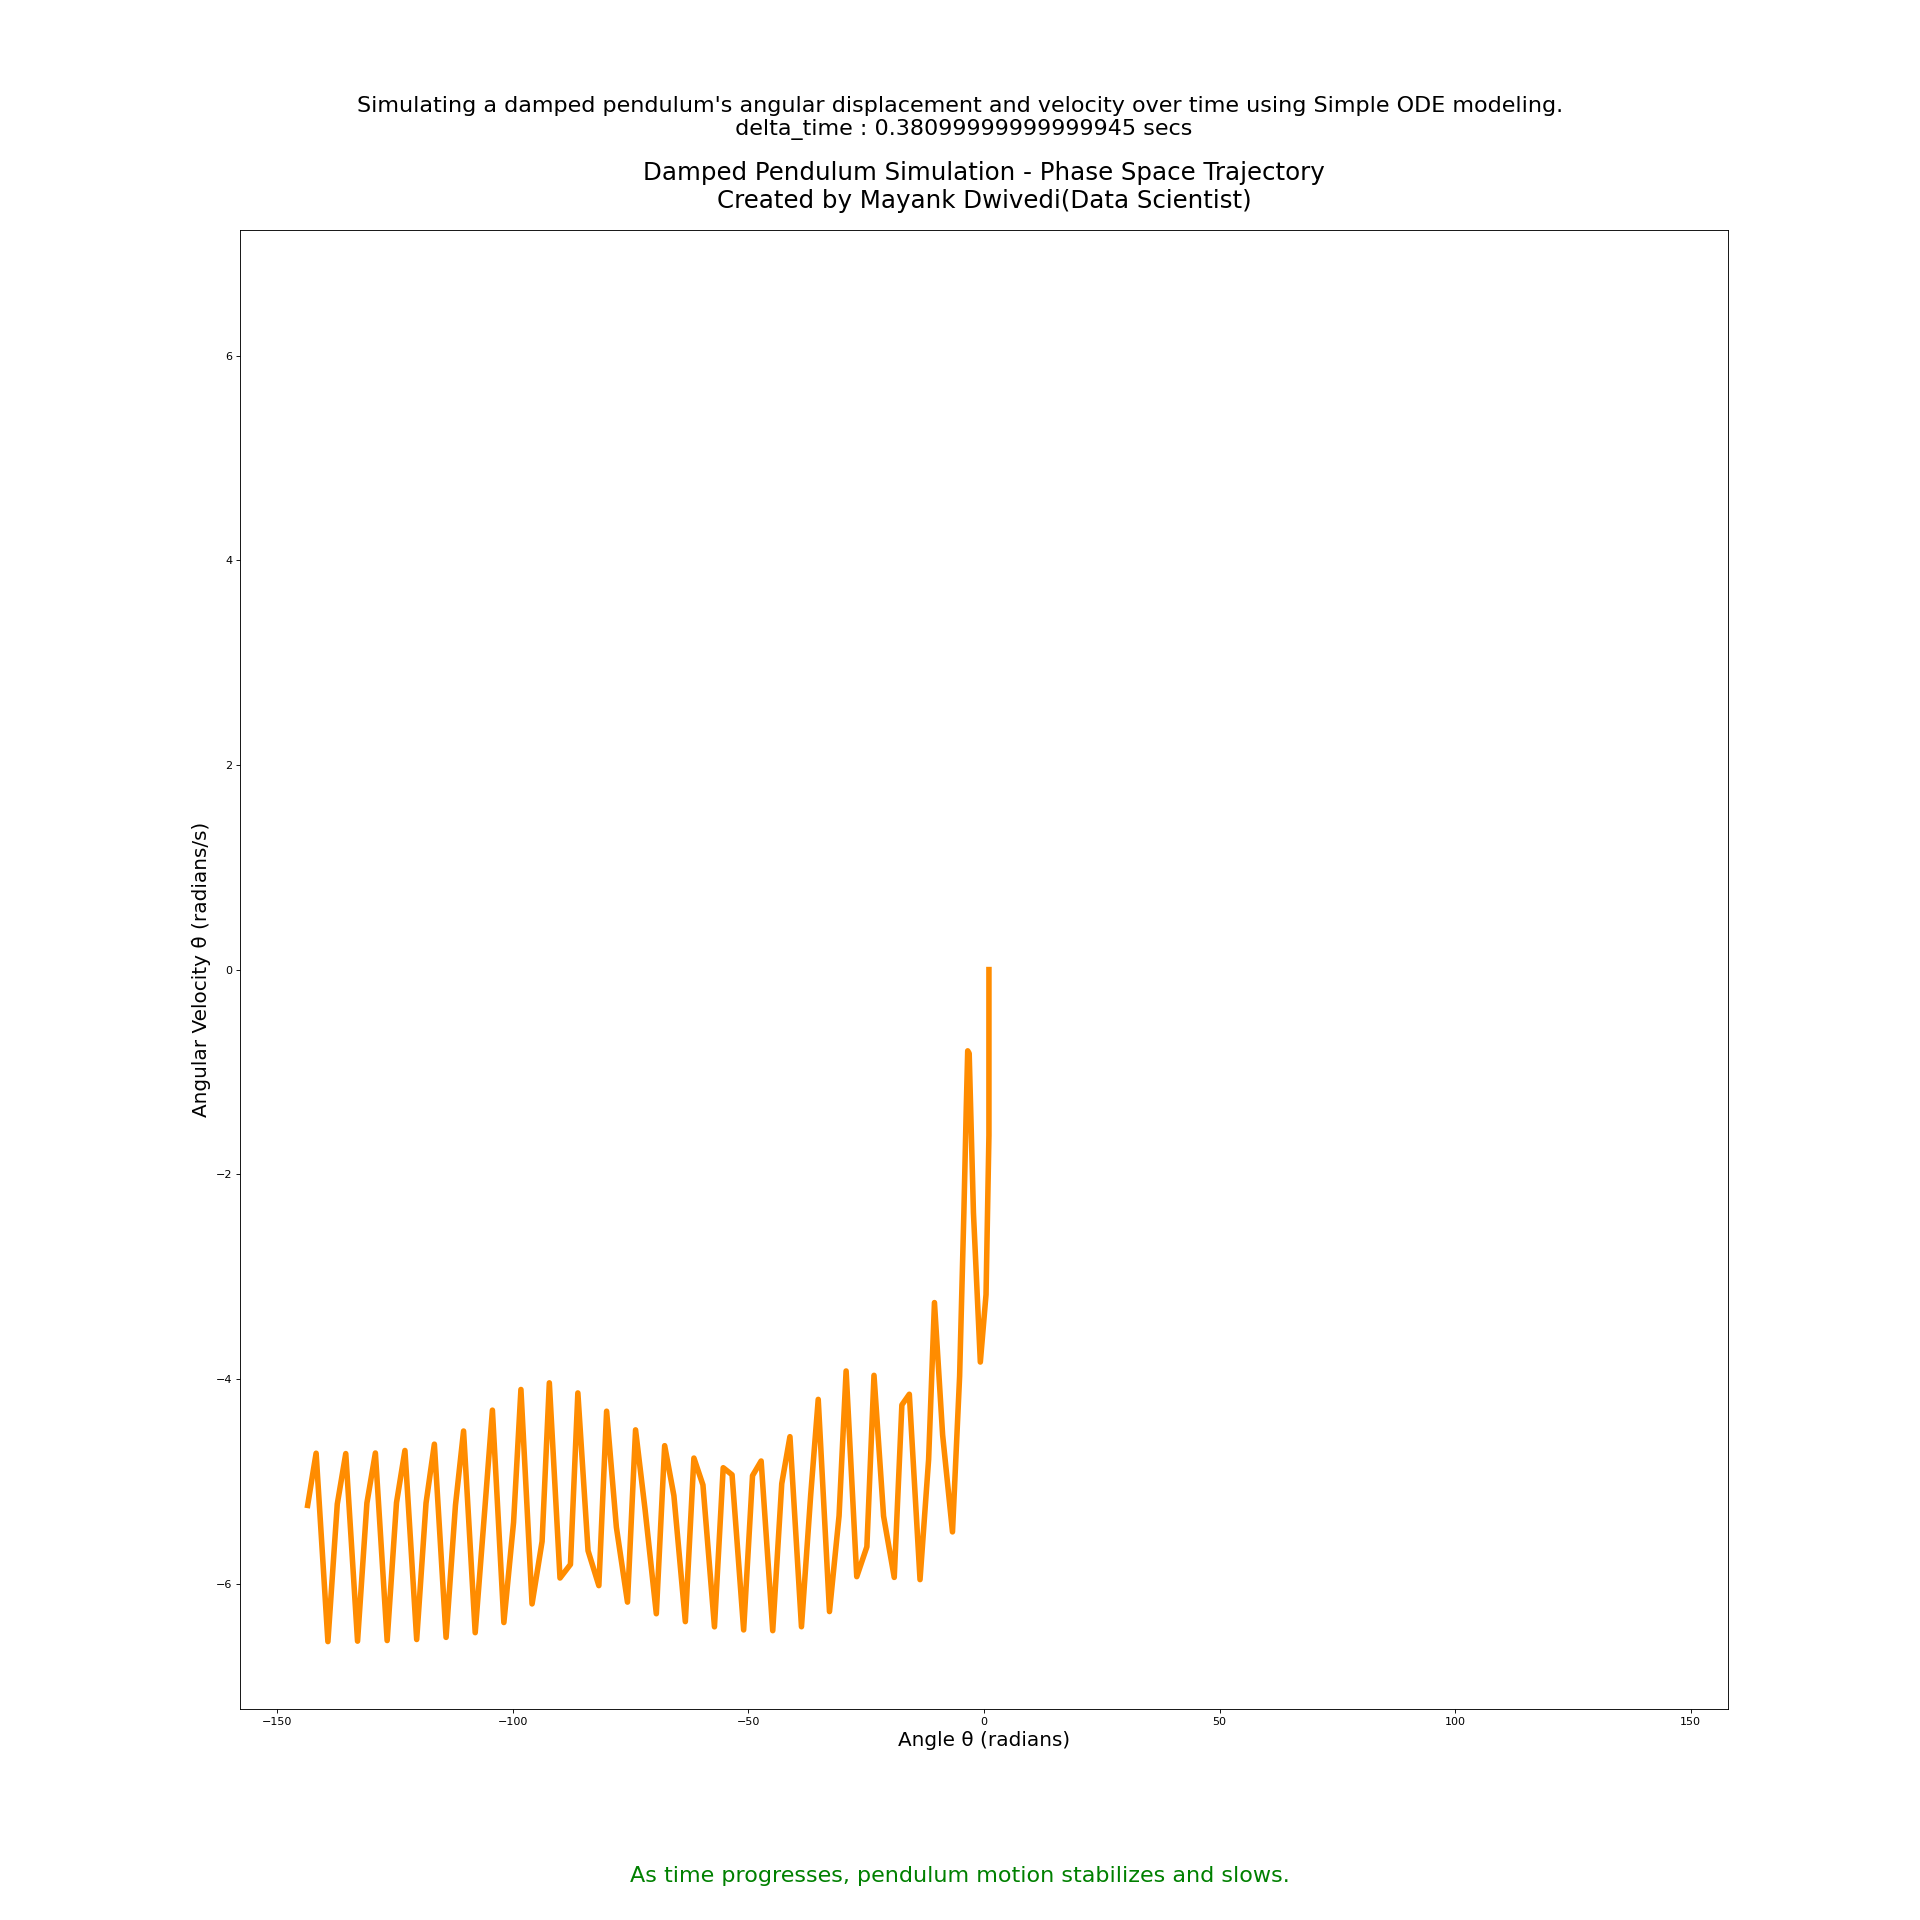 Simulating a damped pendulum's angular displacement and velocity over time using Simple ODE modeling.
delta_time : 0.38099999999999945 secs
Damped Pendulum Simulation - Phase Space Trajectory
Created by Mayank Dwivedi(Data Scientist)
6
4
2
0
−2
−4
−6
Angular Velocity θ̇ (radians/s)
−150
−100
−50
0
50
100
150
Angle θ (radians)
As time progresses, pendulum motion stabilizes and slows.